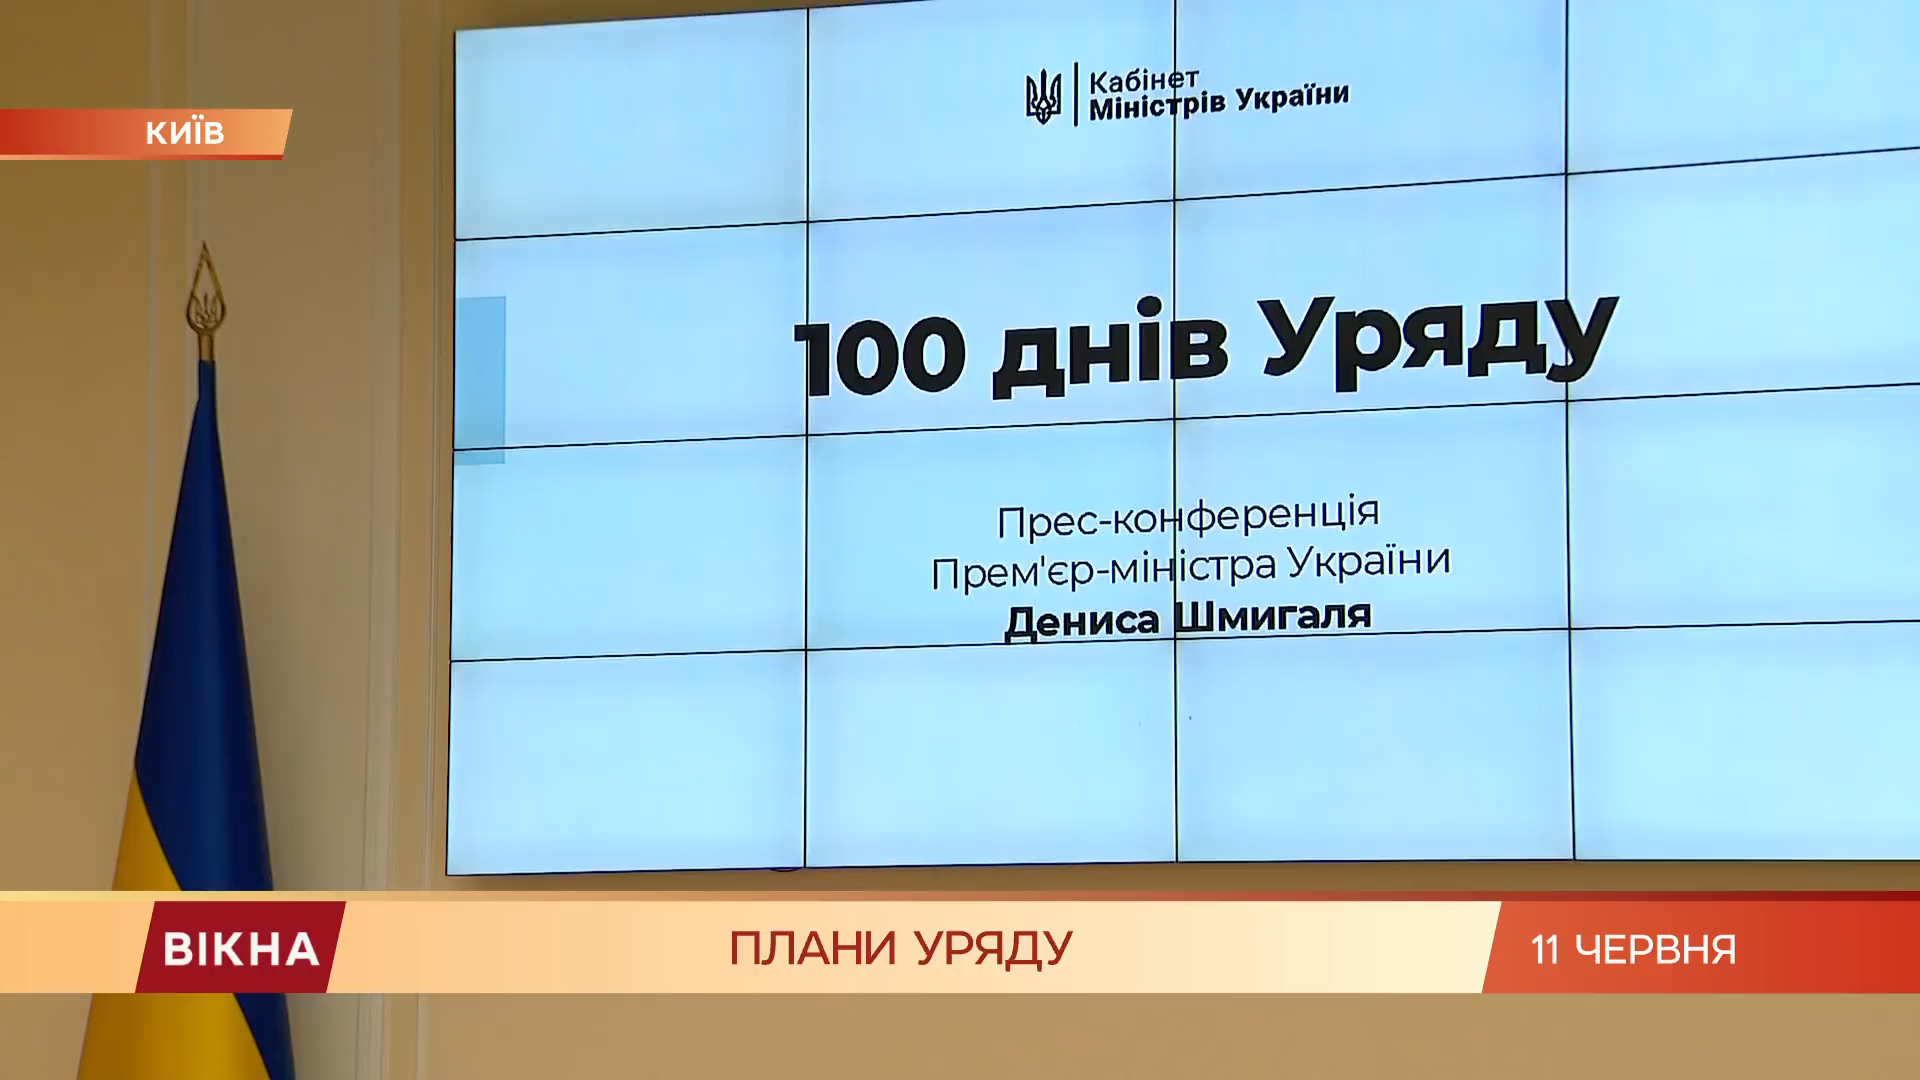 Кабінет
Міністрів України
КИЇВ
100 днів Уряду
Прес-конференція
Прем'єр-міністра України
Дениса Шмигаля
ВІКНА
ПЛАНИ УРЯДУ
11 ЧЕРВНЯ